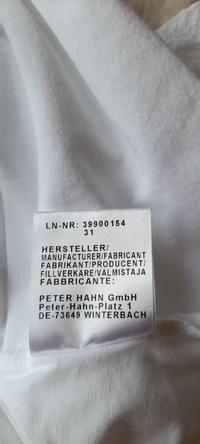 LN-NR: 39900154
31
HERSTELLER/
MANUFACTURER/FABRICANT
FABRIKANT/PRODUCENT/
FILLVERKARE/VALMISTAJA
FABBRICANTE:
PETER HAHN GmbH
Peter-Hahn-Platz 1
DE-73649 WINTERBACH